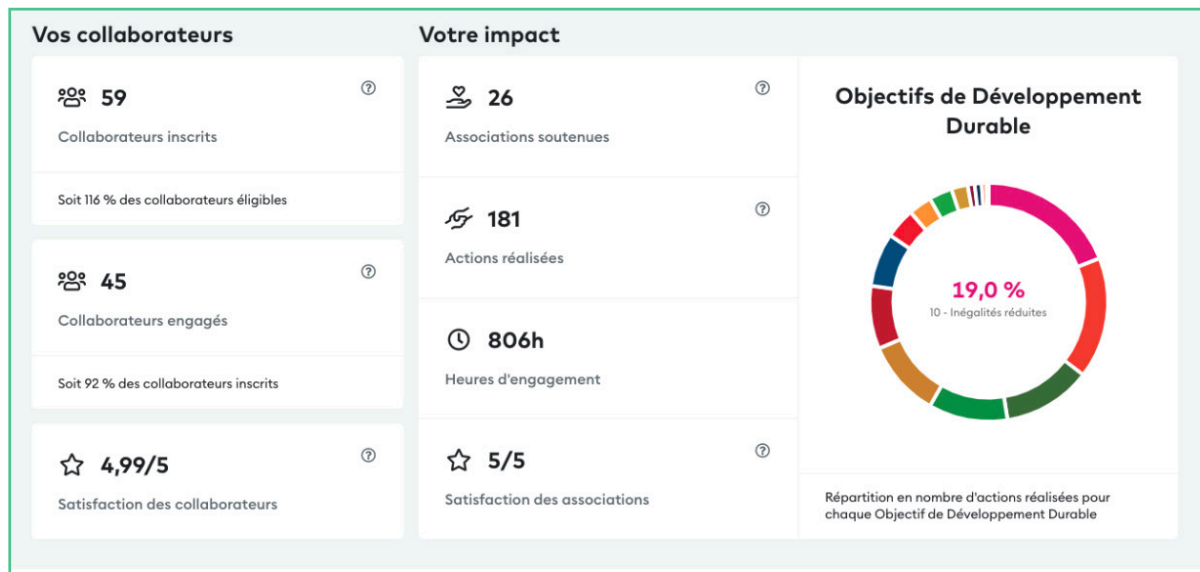 Vos collaborateurs
59
?
Collaborateurs inscrits
Soit 116 % des collaborateurs éligibles
45
?
Collaborateurs engagés
Soit 92 % des collaborateurs inscrits
4,99/5
?
Satisfaction des collaborateurs
Votre impact
26
?
Associations soutenues
181
?
Actions réalisées
806h
Heures d'engagement
5/5
?
Satisfaction des associations
Objectifs de Développement
Durable
19,0 %
10 - Inégalités réduites
Répartition en nombre d'actions réalisées pour
chaque Objectif de Développement Durable